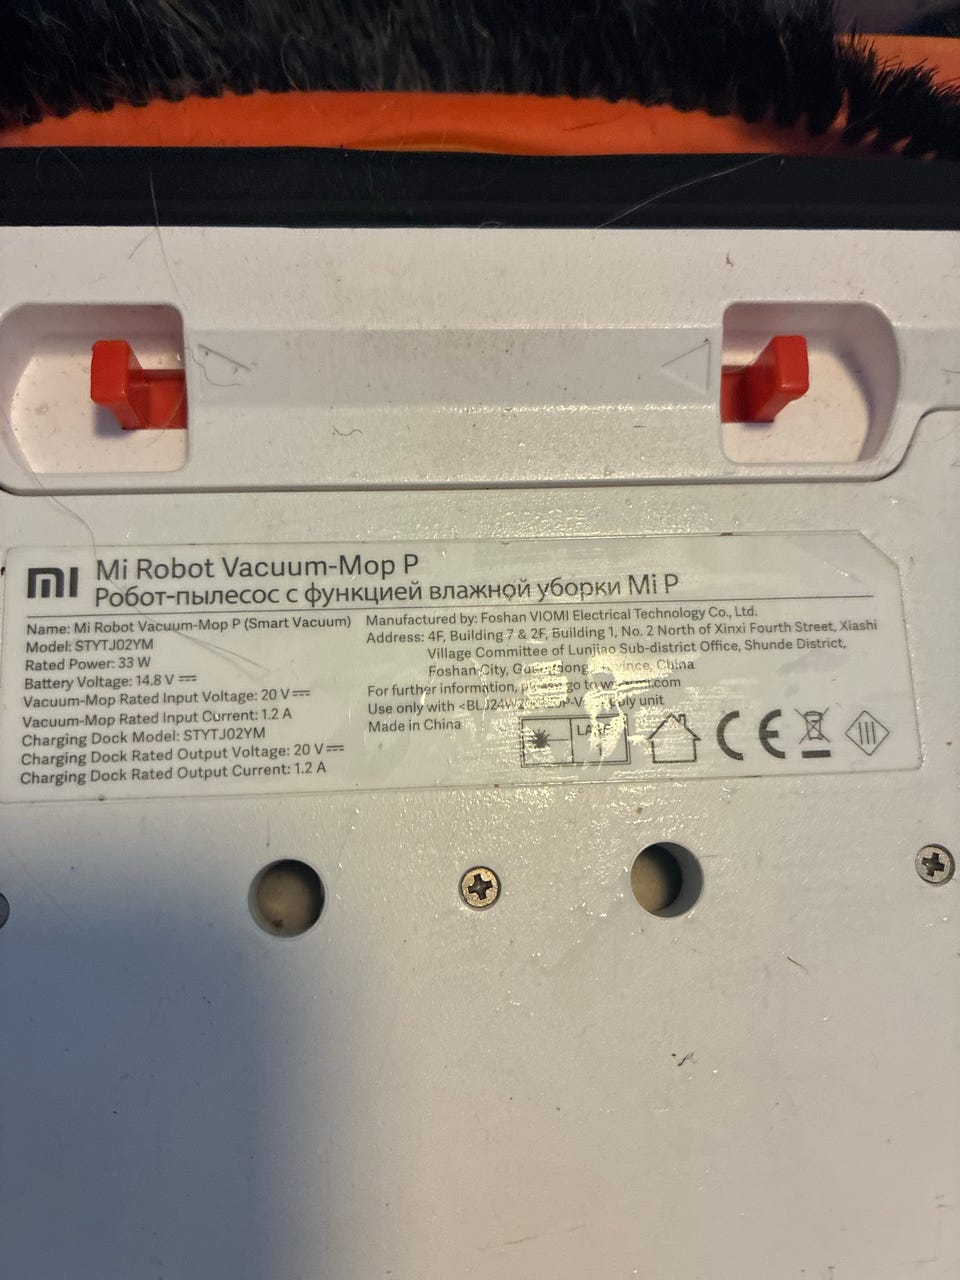 mi
Mi Robot Vacuum-Mop P
Робот-пылесос с функцией влажной уборки Mi P
Name: Mi Robot Vacuum-Mop P (Smart Vacuum)
Model: STYTJ02YM
Rated Power: 33 W
Battery Voltage: 14.8 V
Vacuum-Mop Rated Input Voltage: 20 V
Vacuum-Mop Rated Input Current: 1.2 A
Charging Dock Model: STYTJ02YM
Charging Dock Rated Output Voltage: 20 V
Charging Dock Rated Output Current: 1.2 A
Manufactured by: Foshan VIOMI Electrical Technology Co., Ltd.
Address: 4F, Building 7 & 2F, Building 1, No. 2 North of Xinxi Fourth Street, Xiashi
Village Committee of Lunjiao Sub-district Office, Shunde District,
Foshan City, China
For further information, go to
Use only with unit
Made in China
CE